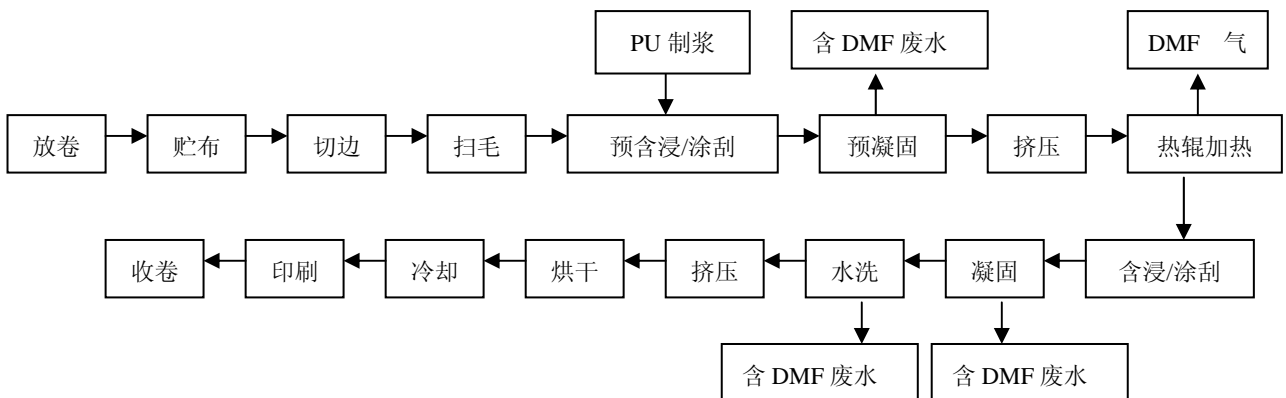 PU 制浆
含 DMF 废水
DMF 气
放卷
贮布
切边
扫毛
预含浸/涂刮
预凝固
挤压
热辊加热
收卷
印刷
冷却
烘干
挤压
水洗
凝固
含浸/涂刮
含 DMF 废水
含 DMF 废水